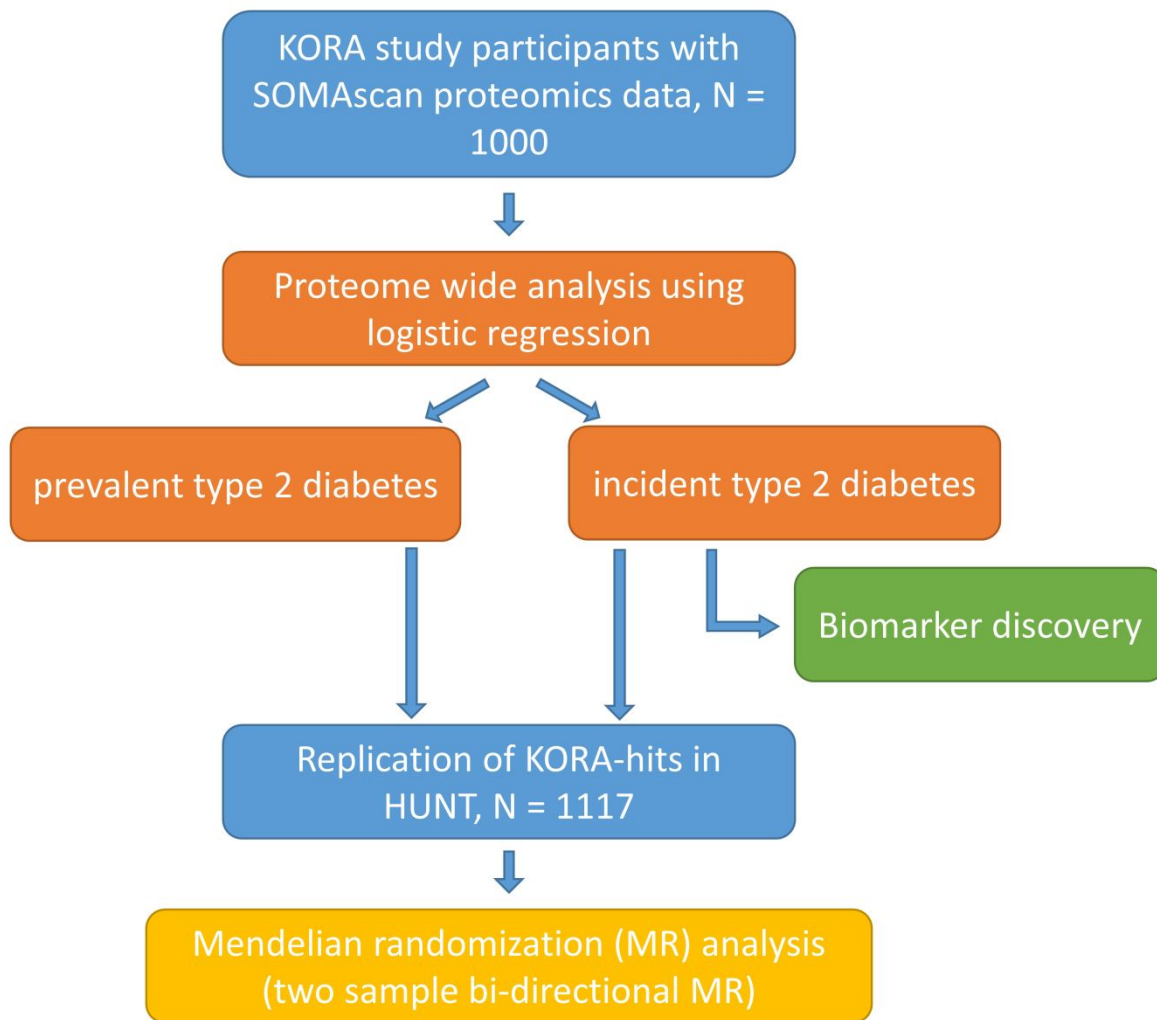 KORA study participants with
SOMAscan proteomics data, N =
1000
Proteome wide analysis using
logistic regression
prevalent type 2 diabetes
incident type 2 diabetes
Biomarker discovery
Replication of KORA-hits in
HUNT, N = 1117
Mendelian randomization (MR) analysis
(two sample bi-directional MR)